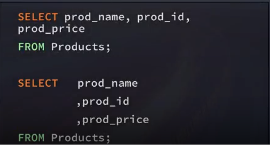 SELECT prod_name, prod_id,
prod_price
FROM Products;
SELECT prod_name
,prod_id
,prod_price
FROM Products;